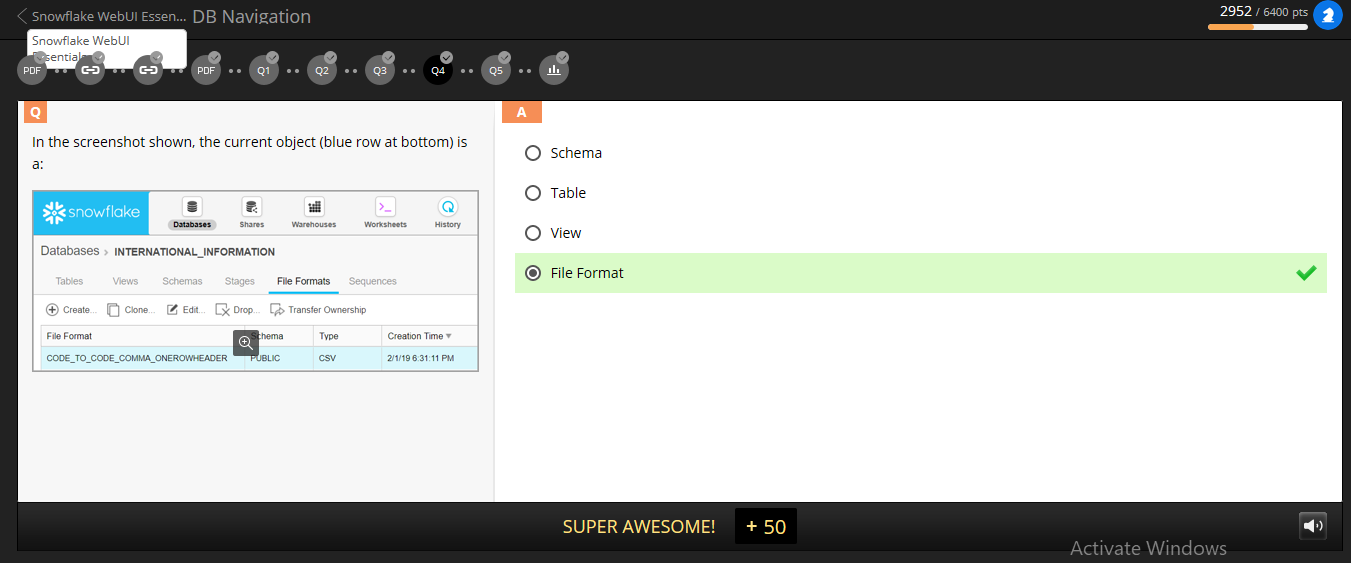 Snowflake WebUI Essen... DB Navigation
2952 / 6400 pts
Snowflake WebUI
Essentials
PDF PDF Q1 Q2 Q3 Q4 Q5
Q
In the screenshot shown, the current object (blue row at bottom) is
a:
snowflake
Databases Shares Warehouses Worksheets History
Databases › INTERNATIONAL_INFORMATION
Tables Views Schemas Stages File Formats Sequences
Create... Clone... Edit... Drop... Transfer Ownership
File Format Schema Type Creation Time
CODE_TO_CODE_COMMA_ONEROWHEADER PUBLIC CSV 2/1/19 6:31:11 PM
A
Schema
Table
View
File Format
SUPER AWESOME! + 50
Activate Windows